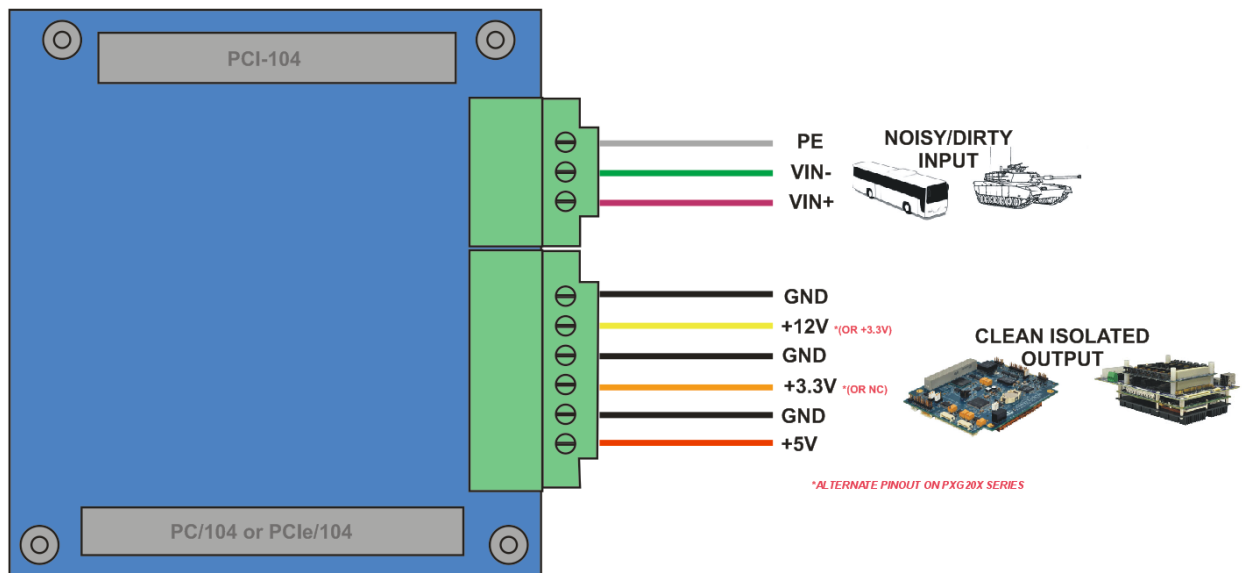 PCI-104
PE
VIN-
VIN+
NOISY/DIRTY
INPUT
GND
+12V *(OR +3.3V)
GND
+3.3V *(OR NC)
GND
+5V
CLEAN ISOLATED
OUTPUT
*ALTERNATE PINOUT ON PXG20X SERIES
PC/104 or PCIe/104